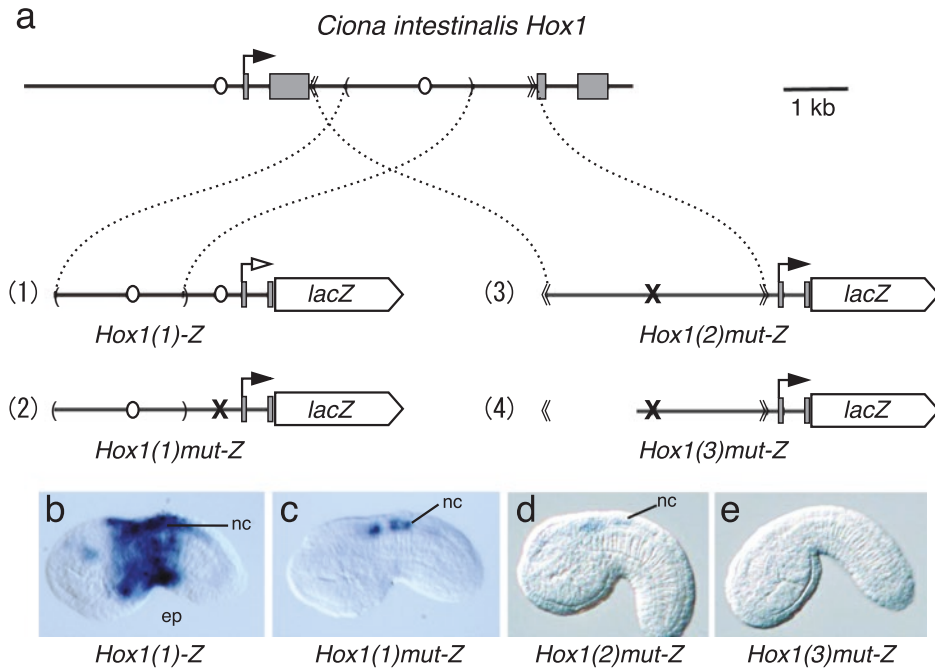 a
Ciona intestinalis Hox1
1 kb
(1)
lacZ
Hox1(1)-Z
(3)
lacZ
Hox1(2)mut-Z
(2)
X
lacZ
Hox1(1)mut-Z
X
(4)
X
lacZ
Hox1(3)mut-Z
b
nc
ep
Hox1(1)-Z
c
nc
Hox1(1)mut-Z
d
nc
Hox1(2)mut-Z
e
Hox1(3)mut-Z